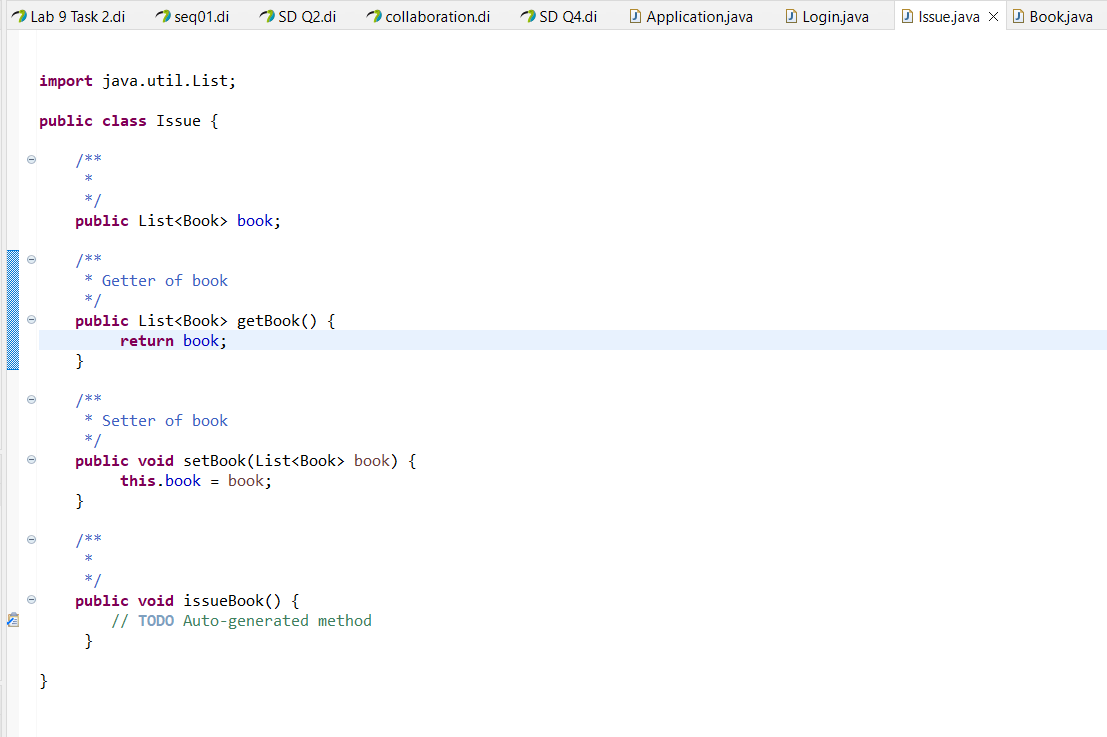 Lab 9 Task 2.di seq01.di SD Q2.di collaboration.di SD Q4.di Application.java Login.java Issue.java Book.java
import java.util.List;
public class Issue {
/**
*
*/
public List<Book> book;
/**
* Getter of book
*/
public List<Book> getBook() {
return book;
}
/**
* Setter of book
*/
public void setBook(List<Book> book) {
this.book = book;
}
/**
*
*/
public void issueBook() {
// TODO Auto-generated method
}
}